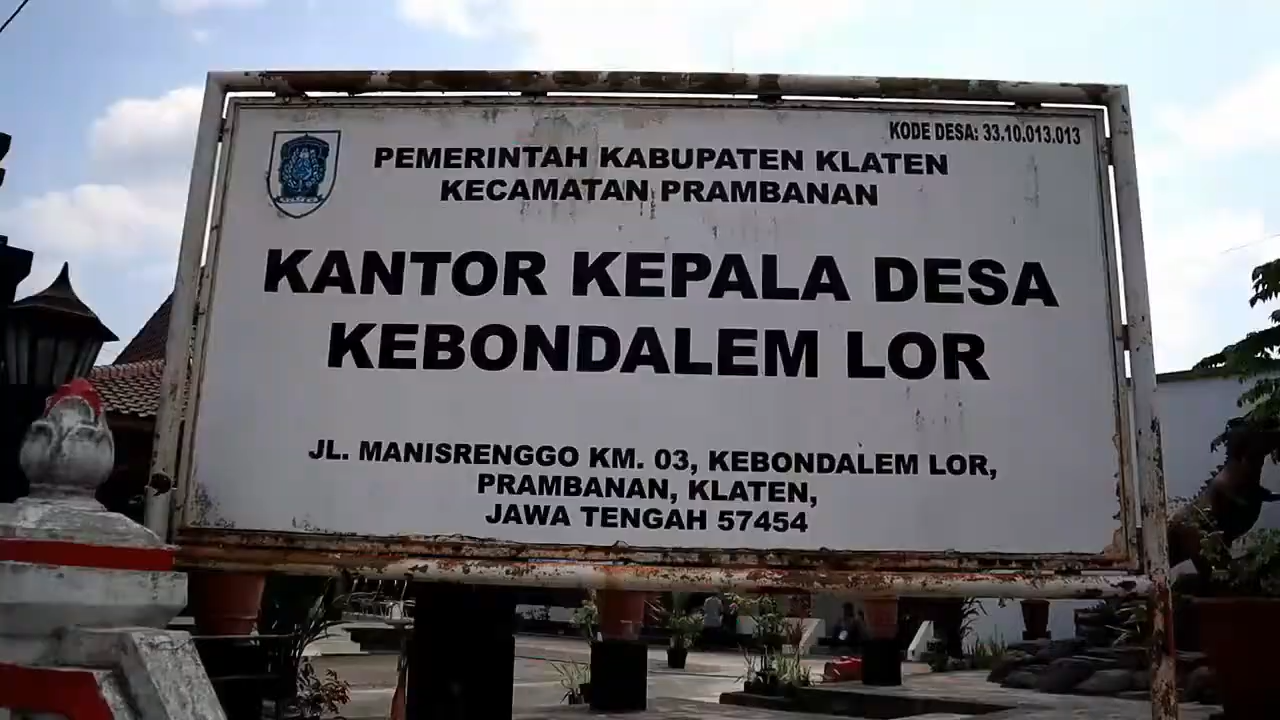 KODE DESA: 33.10.013.013
PEMERINTAH KABUPATEN KLATEN
KECAMATAN PRAMBANAN
KANTOR KEPALA DESA
KEBONDALEM LOR
JL. MANISRENGGO KM. 03, KEBONDALEM LOR,
PRAMBANAN, KLATEN,
JAWA TENGAH 57454